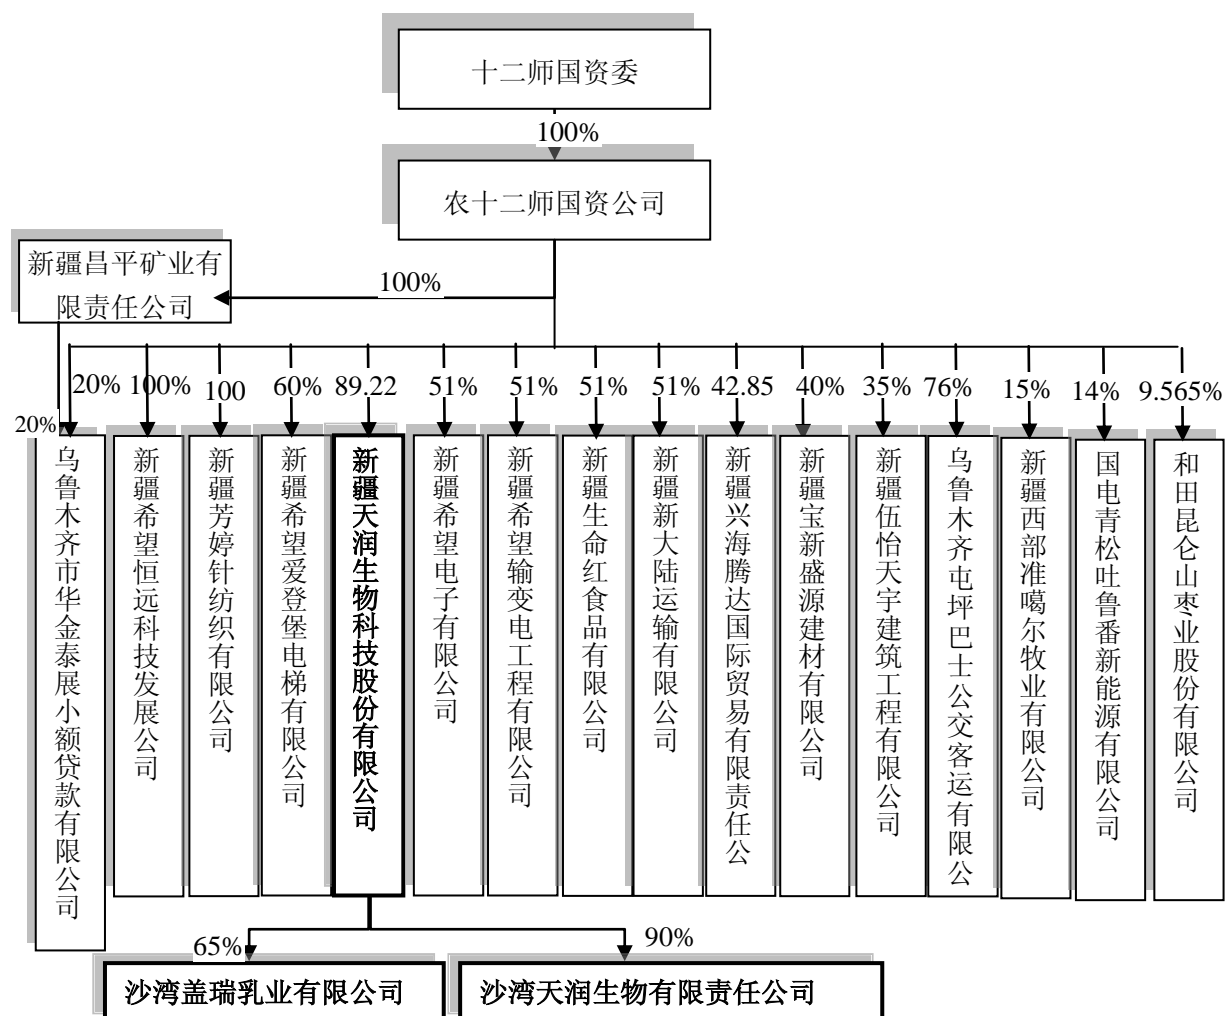 十二师国资委
100%
农十二师国资公司
新疆昌平矿业有
限责任公司
100%
20%
100%
100
60%
89.22
51%
51%
51%
51%
42.85
40%
35%
76%
15%
14%
9.565%
20%
乌鲁木齐市华金泰展小额贷款有限公司
新疆希望恒远科技发展公司
新疆芳婷针纺织有限公司
新疆希望爱登堡电梯有限公司
新疆天润生物科技股份有限公司
新疆希望电子有限公司
新疆希望输变电工程有限公司
新疆生命红食品有限公司
新疆新大陆运输有限公司
新疆兴海腾达国际贸易有限责任公
新疆宝新盛源建材有限公司
新疆伍怡天宇建筑工程有限公司
乌鲁木齐屯坪巴士公交客运有限公
新疆西部准噶尔牧业有限公司
国电青松吐鲁番新能源有限公司
和田昆仑山枣业股份有限公司
65%
90%
沙湾盖瑞乳业有限公司
沙湾天润生物有限责任公司